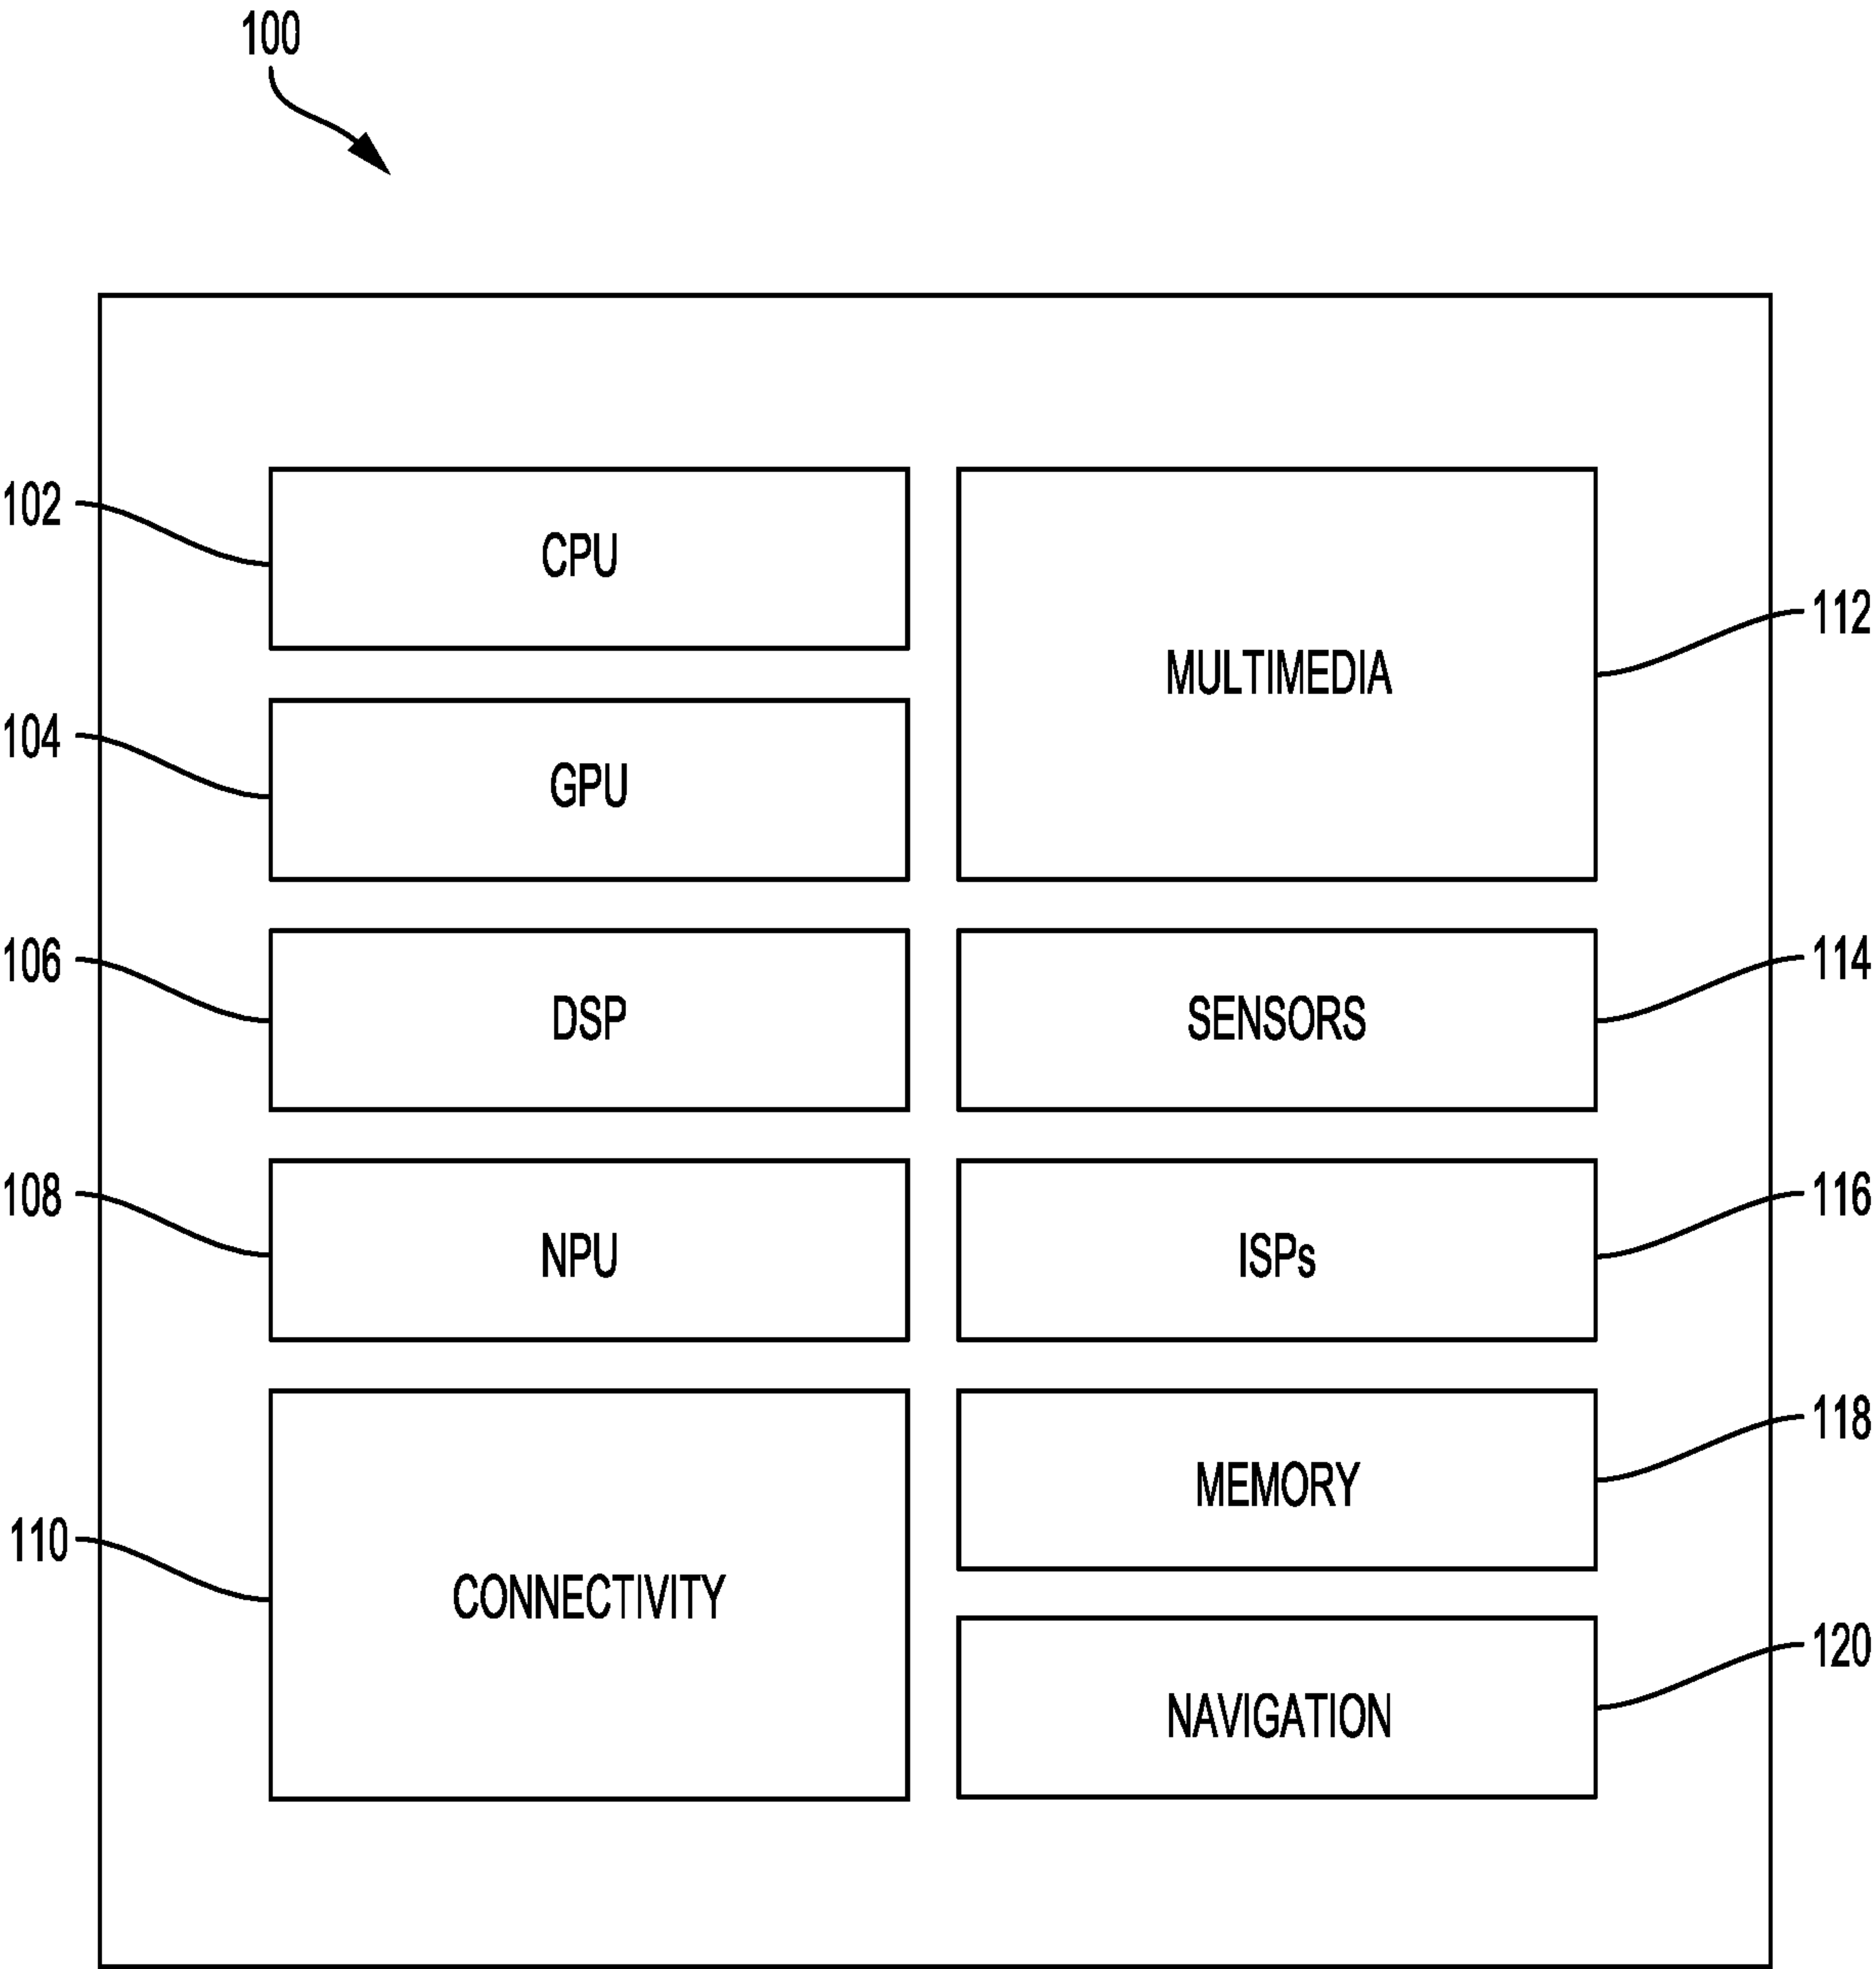 100
102
CPU
MULTIMEDIA
112
104
GPU
106
DSP
SENSORS
114
108
NPU
ISPs
116
110
CONNECTIVITY
MEMORY
118
NAVIGATION
120